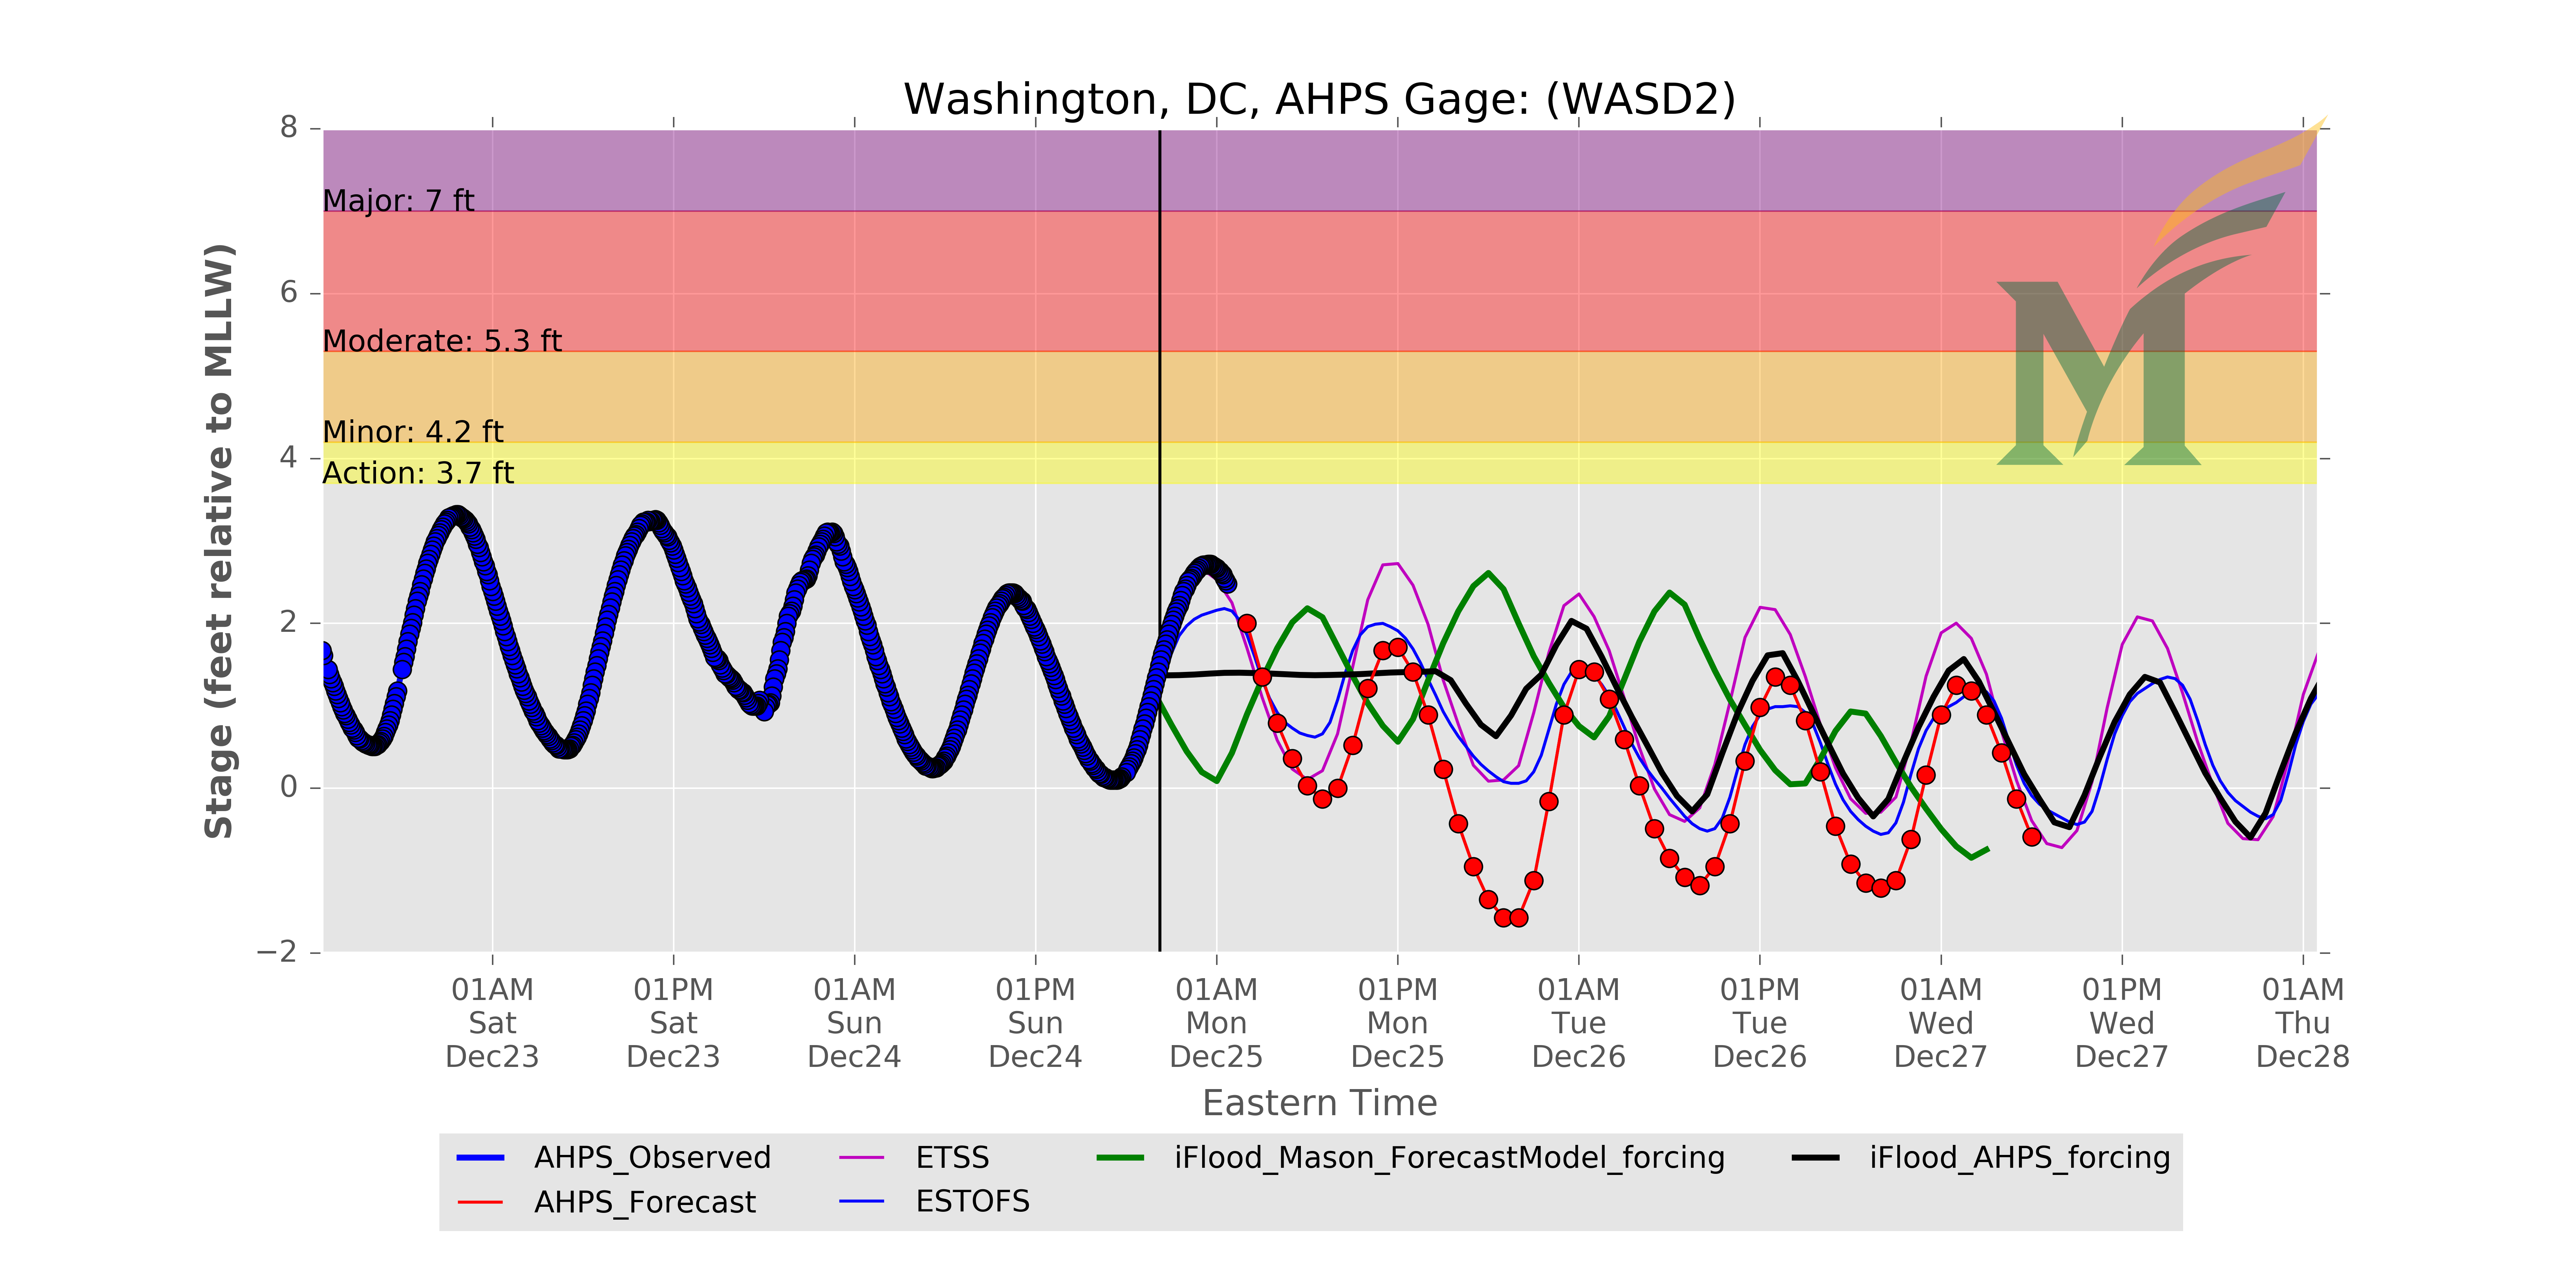 Washington, DC, AHPS Gage: (WASD2)
Stage (feet relative to MLLW)
8
6
4
2
0
−2
Major: 7 ft
Moderate: 5.3 ft
Minor: 4.2 ft
Action: 3.7 ft
M
01AM Sat Dec23
01PM Sat Dec23
01AM Sun Dec24
01PM Sun Dec24
01AM Mon Dec25
01PM Mon Dec25
01AM Tue Dec26
01PM Tue Dec26
01AM Wed Dec27
01PM Wed Dec27
01AM Thu Dec28
Eastern Time
AHPS_Observed
AHPS_Forecast
ETSS
ESTOFS
iFlood_Mason_ForecastModel_forcing
iFlood_AHPS_forcing